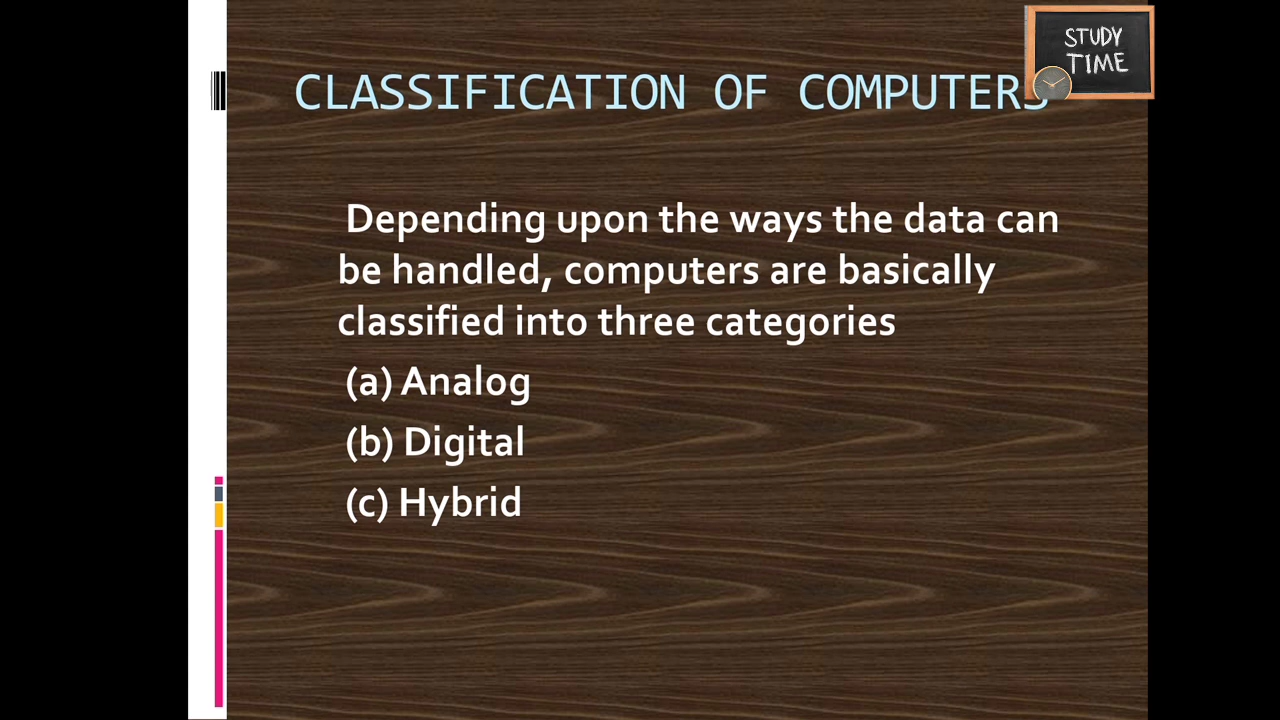 STUDY
TIME
CLASSIFICATION OF COMPUTERS
Depending upon the ways the data can
be handled, computers are basically
classified into three categories
(a) Analog
(b) Digital
(c) Hybrid